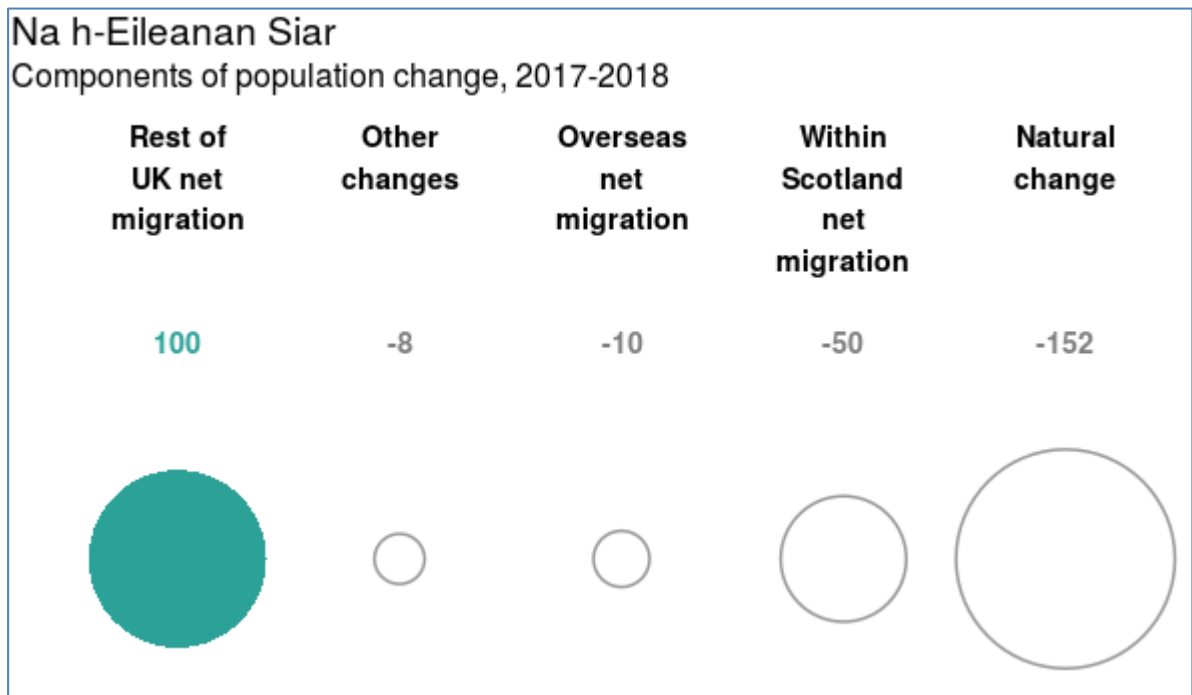 Na h-Eileanan Siar
Components of population change, 2017-2018
Rest of UK net migration
Other changes
Overseas net migration
Within Scotland net migration
Natural change
100
-8
-10
-50
-152